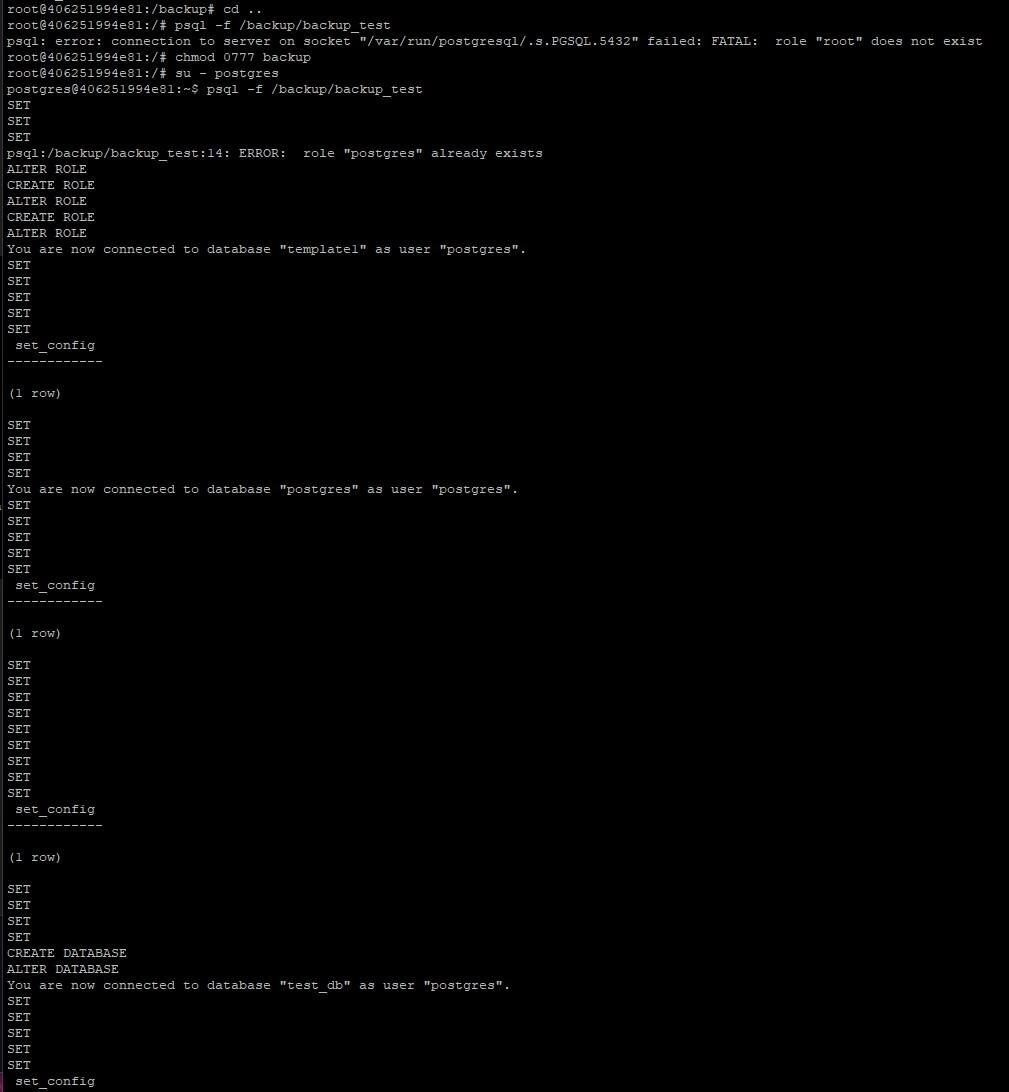 root@406251994e81:/backup# cd ..
root@406251994e81:/# psql -f /backup/backup_test
psql: error: connection to server on socket "/var/run/postgresql/.s.PGSQL.5432" failed: FATAL:  role "root" does not exist
root@406251994e81:/# chmod 0777 backup
root@406251994e81:/# su - postgres
postgres@406251994e81:~$ psql -f /backup/backup_test
SET
SET
SET
psql:/backup/backup_test:14: ERROR:  role "postgres" already exists
ALTER ROLE
CREATE ROLE
ALTER ROLE
CREATE ROLE
ALTER ROLE
You are now connected to database "template1" as user "postgres".
SET
SET
SET
SET
SET
set_config
------------
(1 row)
SET
SET
SET
SET
You are now connected to database "postgres" as user "postgres".
SET
SET
SET
SET
SET
set_config
------------
(1 row)
SET
SET
SET
SET
SET
SET
SET
SET
SET
set_config
------------
(1 row)
SET
SET
SET
SET
CREATE DATABASE
ALTER DATABASE
You are now connected to database "test_db" as user "postgres".
SET
SET
SET
SET
SET
set_config